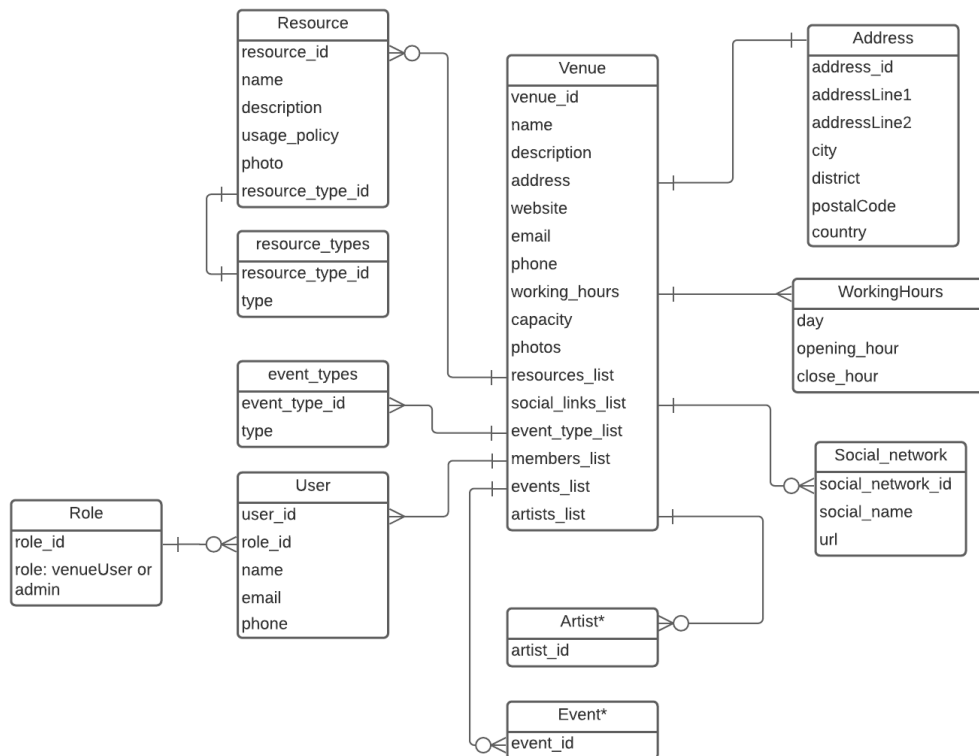 Resource
resource_id
name
description
usage_policy
photo
resource_type_id
resource_types
resource_type_id
type
event_types
event_type_id
type
User
user_id
role_id
name
email
phone
Role
role_id
role: venueUser or
admin
Venue
venue_id
name
description
address
website
email
phone
working_hours
capacity
photos
resources_list
social_links_list
event_type_list
members_list
events_list
artists_list
Artist*
artist_id
Event*
event_id
Address
address_id
addressLine1
addressLine2
city
district
postalCode
country
WorkingHours
day
opening_hour
close_hour
Social_network
social_network_id
social_name
url